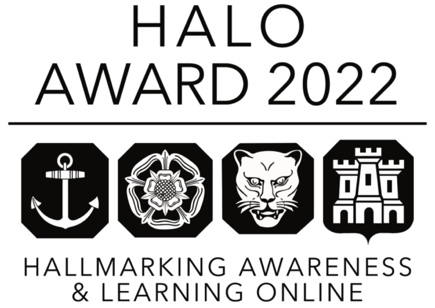 HALO
AWARD 2022
HALLMARKING AWARENESS
& LEARNING ONLINE